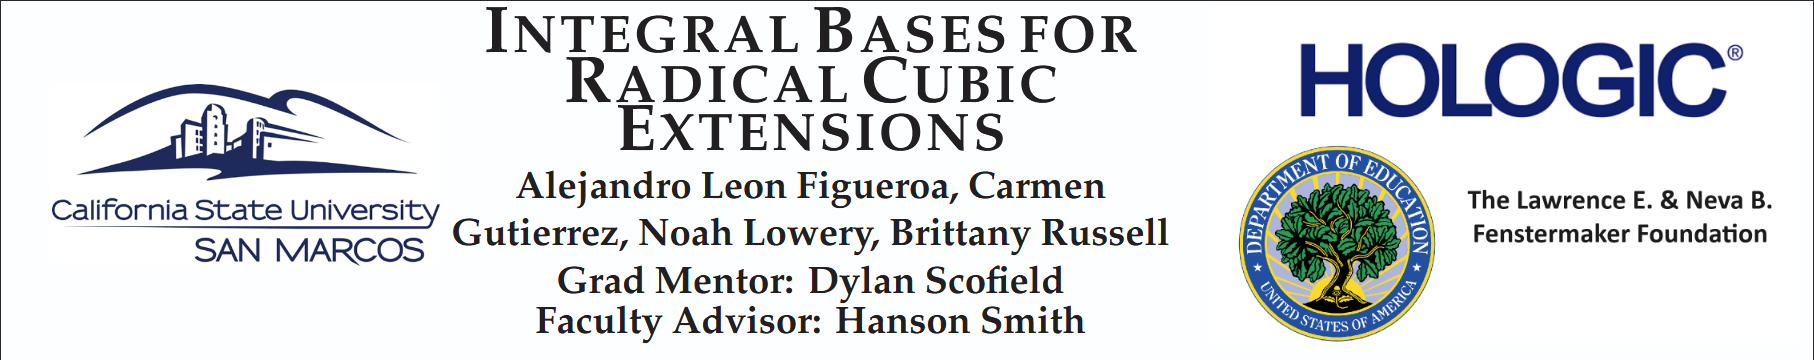 California State University
SAN MARCOS
INTEGRAL BASES FOR
RADICAL CUBIC
EXTENSIONS
Alejandro Leon Figueroa, Carmen
Gutierrez, Noah Lowery, Brittany Russell
Grad Mentor: Dylan Scofield
Faculty Advisor: Hanson Smith
HOLOGIC®
DEPARTMENT OF EDUCATION
UNITED STATES OF AMERICA
The Lawrence E. & Neva B.
Fenstermaker Foundation